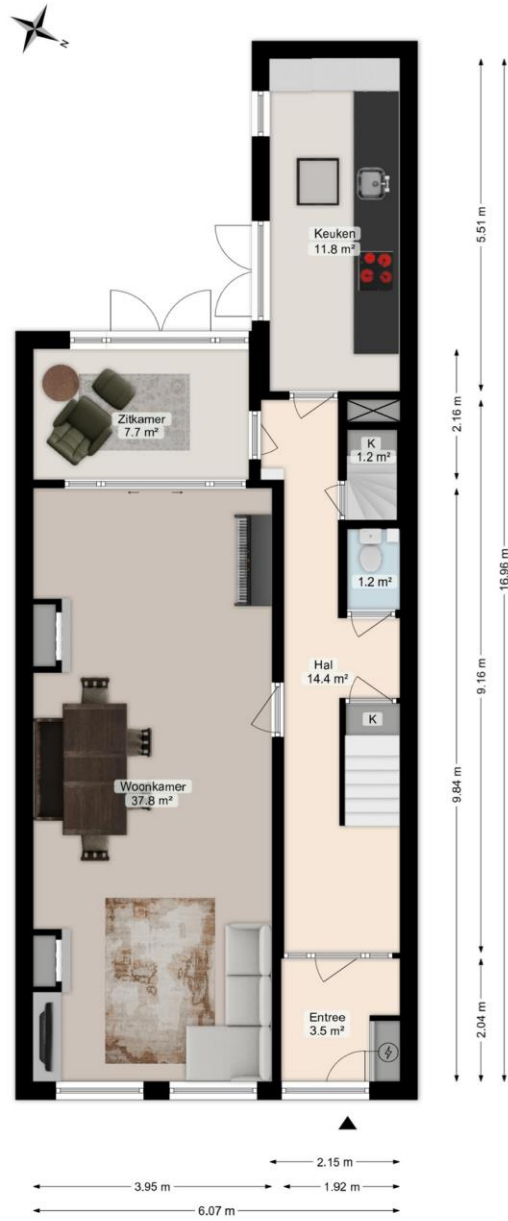 N
Keuken
11.8 m²
5.51 m
Zitkamer
7.7 m²
2.16 m
K
1.2 m²
1.2 m²
16.96 m
Hal
14.4 m²
9.16 m
K
Woonkamer
37.8 m²
9.84 m
Entree
3.5 m²
2.04 m
2.15 m
3.95 m
1.92 m
6.07 m